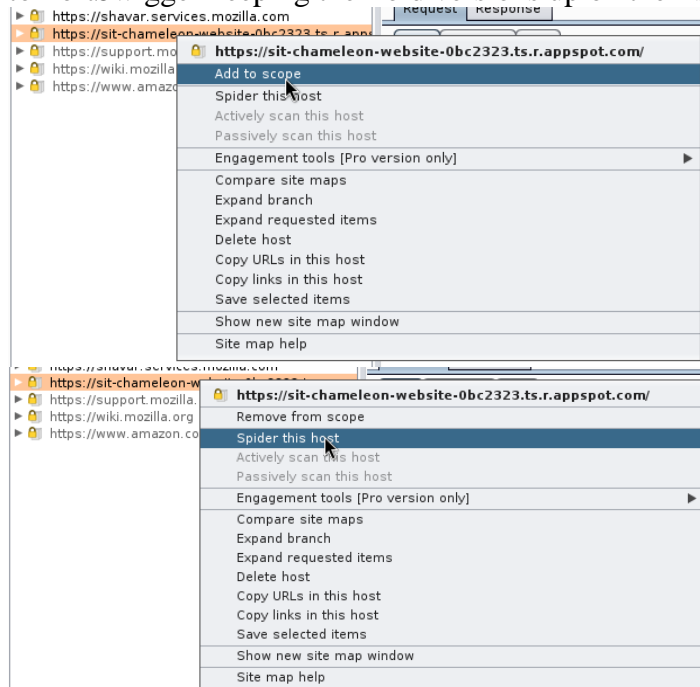 Request Response
https://shavar.services.mozilla.com
https://sit-chameleon-website-0bc2323.ts.r.apps
https://support.mo
https://wiki.mozilla
https://www.amazo
https://sit-chameleon-website-0bc2323.ts.r.appspot.com/
Add to scope
Spider this host
Actively scan this host
Passively scan this host
Engagement tools [Pro version only]
Compare site maps
Expand branch
Expand requested items
Delete host
Copy URLs in this host
Copy links in this host
Save selected items
Show new site map window
Site map help
https://shavar.services.mozilla.com
https://sit-chameleon-w
https://support.mozilla.
https://wiki.mozilla.org
https://www.amazon.co
https://sit-chameleon-website-0bc2323.ts.r.appspot.com/
Remove from scope
Spider this host
Actively scan this host
Passively scan this host
Engagement tools [Pro version only]
Compare site maps
Expand branch
Expand requested items
Delete host
Copy URLs in this host
Copy links in this host
Save selected items
Show new site map window
Site map help